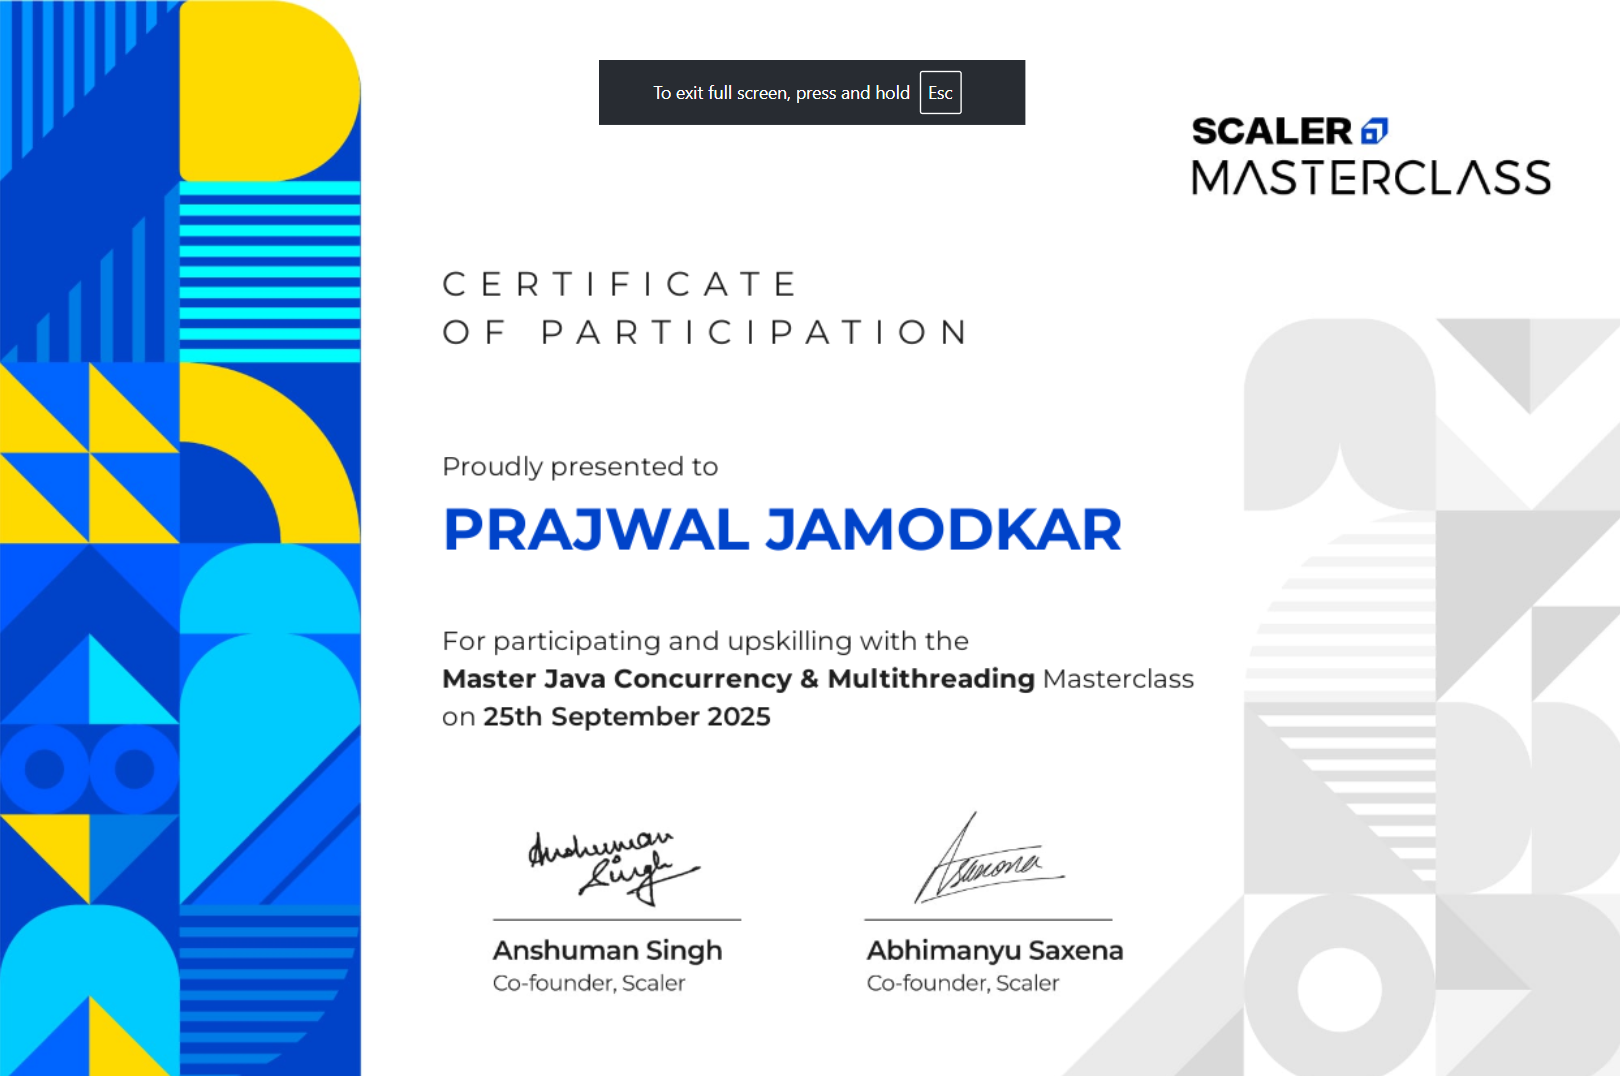 To exit full screen, press and hold Esc
SCALER
MASTERCLASS
CERTIFICATE
OF PARTICIPATION
Proudly presented to
PRAJWAL JAMODKAR
For participating and upskilling with the
Master Java Concurrency & Multithreading Masterclass
on 25th September 2025
Anshuman
Singh
Asaxena
Anshuman Singh
Abhimanyu Saxena
Co-founder, Scaler
Co-founder, Scaler